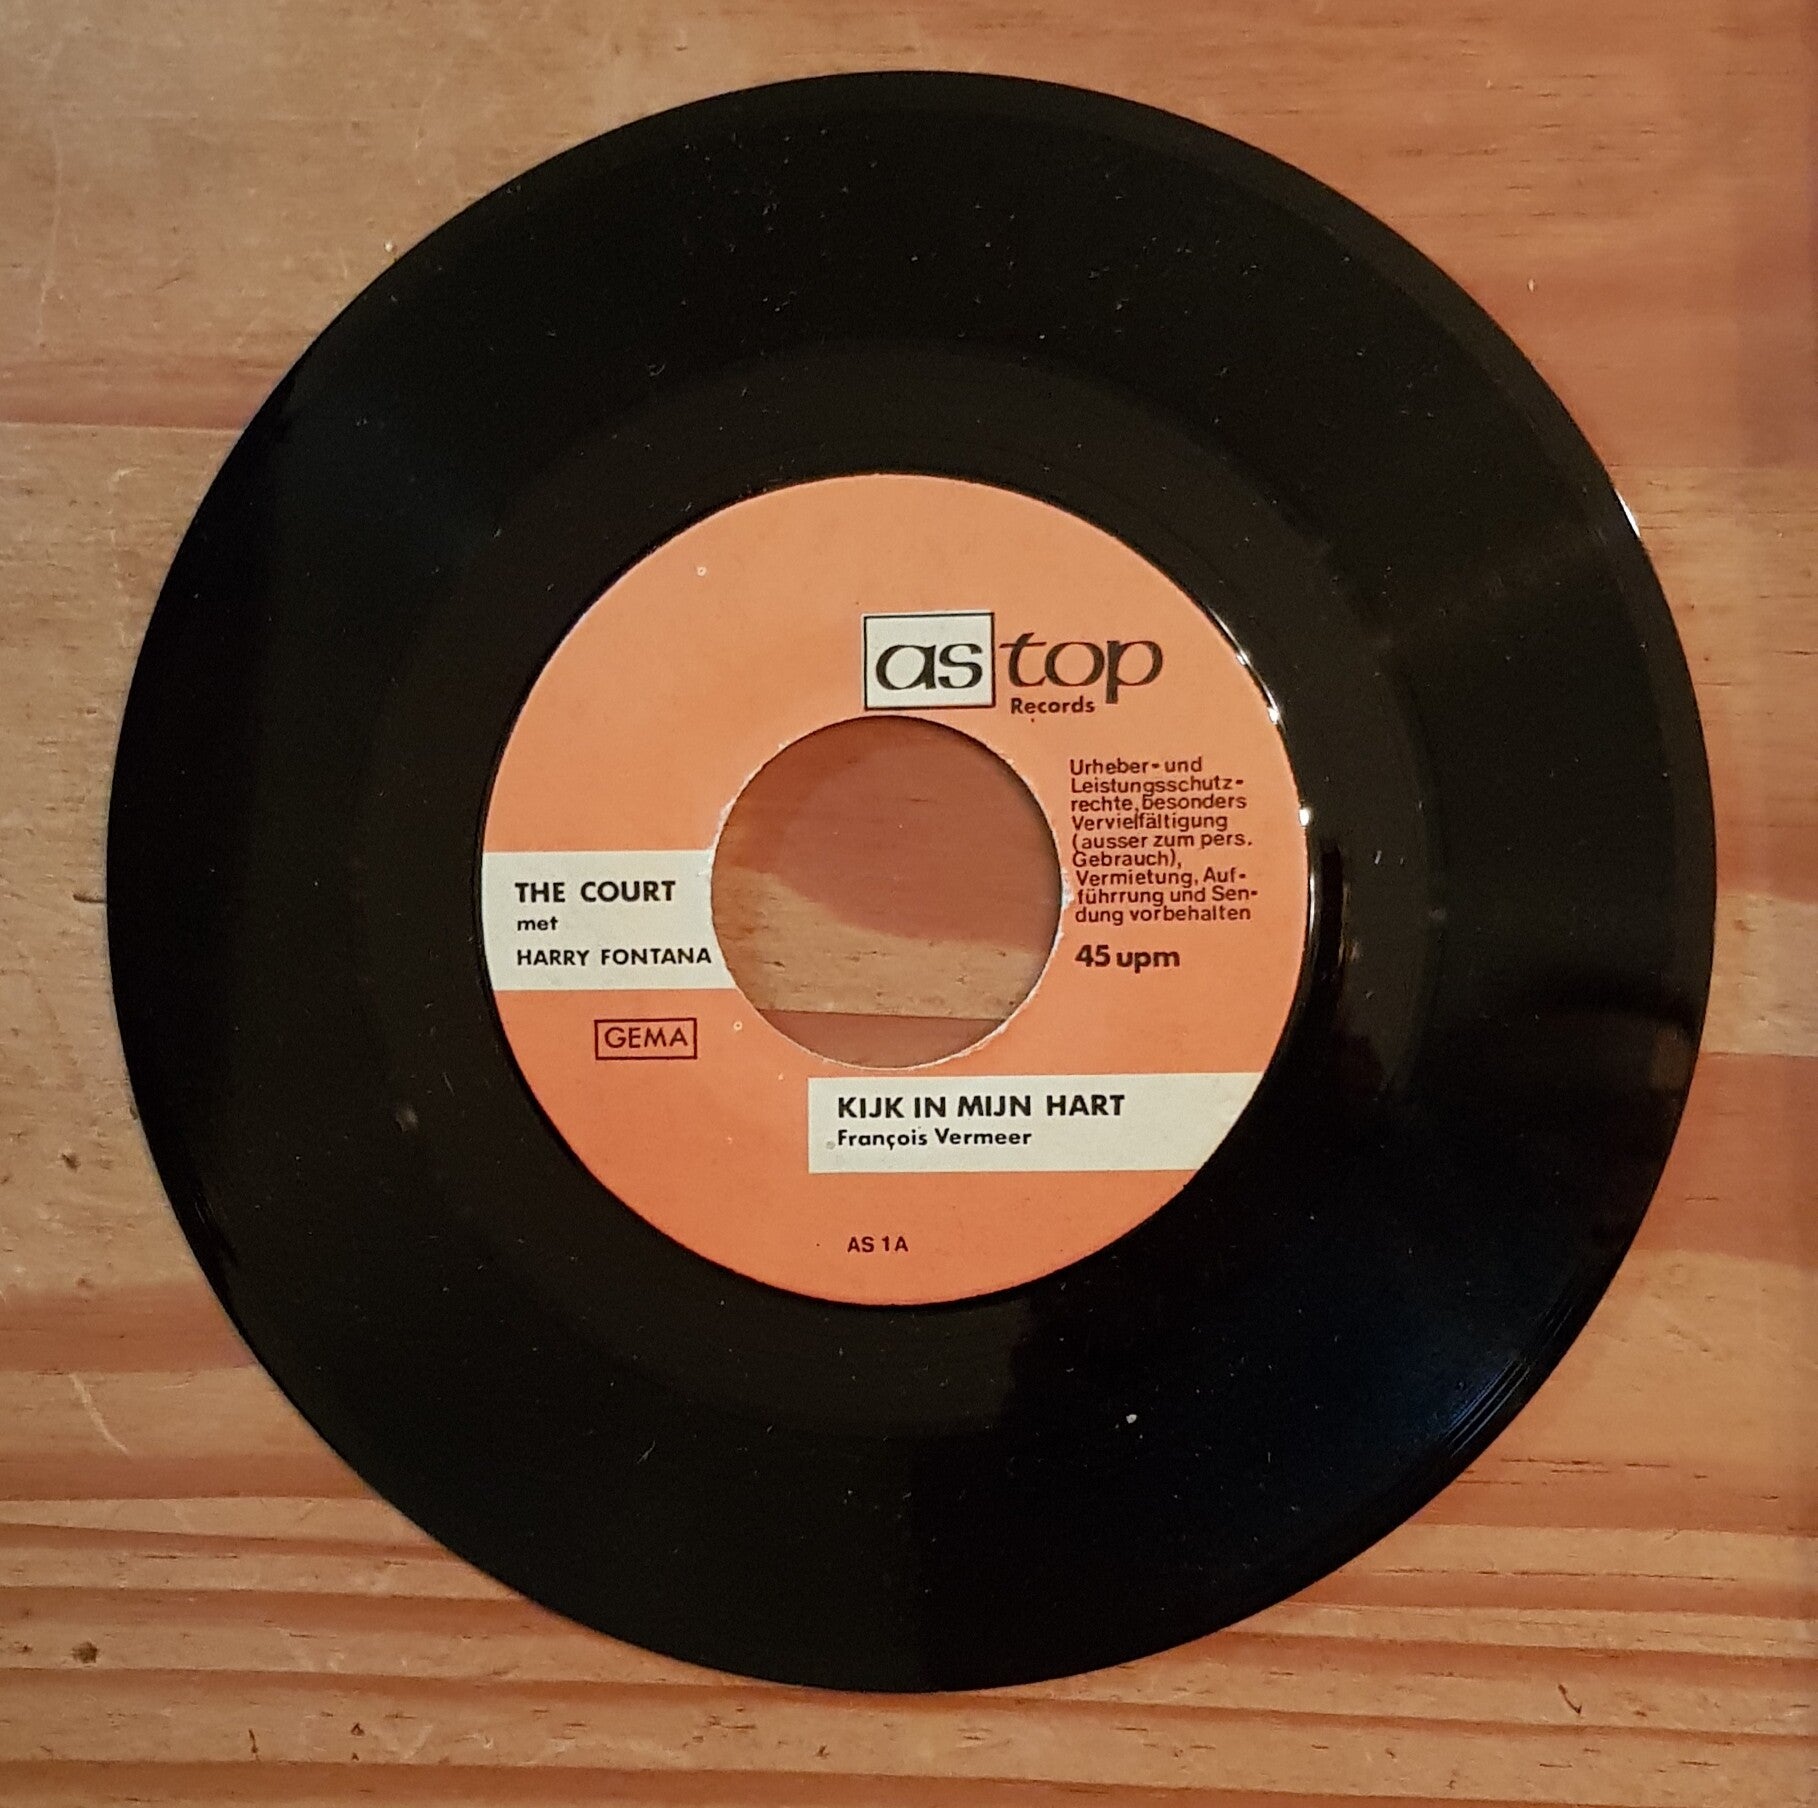 as top
Records
Urheber- und
Leistungsschutz-
rechte, besonders
Vervielfältigung
(ausser zum pers.
Gebrauch),
Vermietung, Auf-
führrung und Sen-
dung vorbehalten
45 upm
THE COURT
met
HARRY FONTANA
GEMA
KIJK IN MIJN HART
François Vermeer
AS 1A